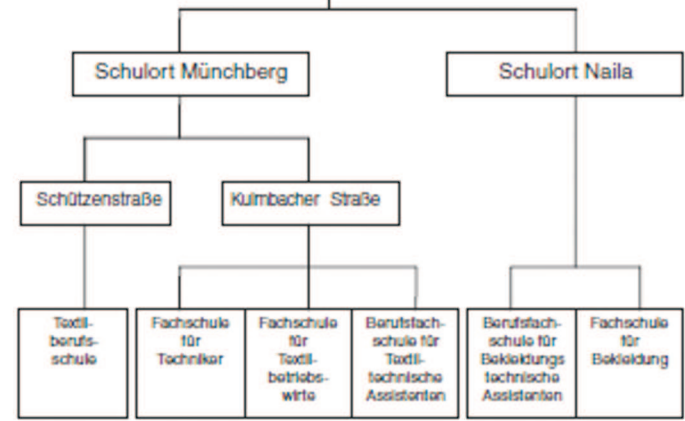 Schulort Münchberg
Schulort Naila
Schützenstraße
Kulmbacher Straße
Textil-
berufs-
schule
Fachschule
für
Techniker
Fachschule
für
Textil-
betriebs-
wirte
Berufsfach-
schule für
Textil-
technische
Assistenten
Berufsfach-
schule für
Bekleidungs
technische
Assistenten
Fachschule
für
Bekleidung